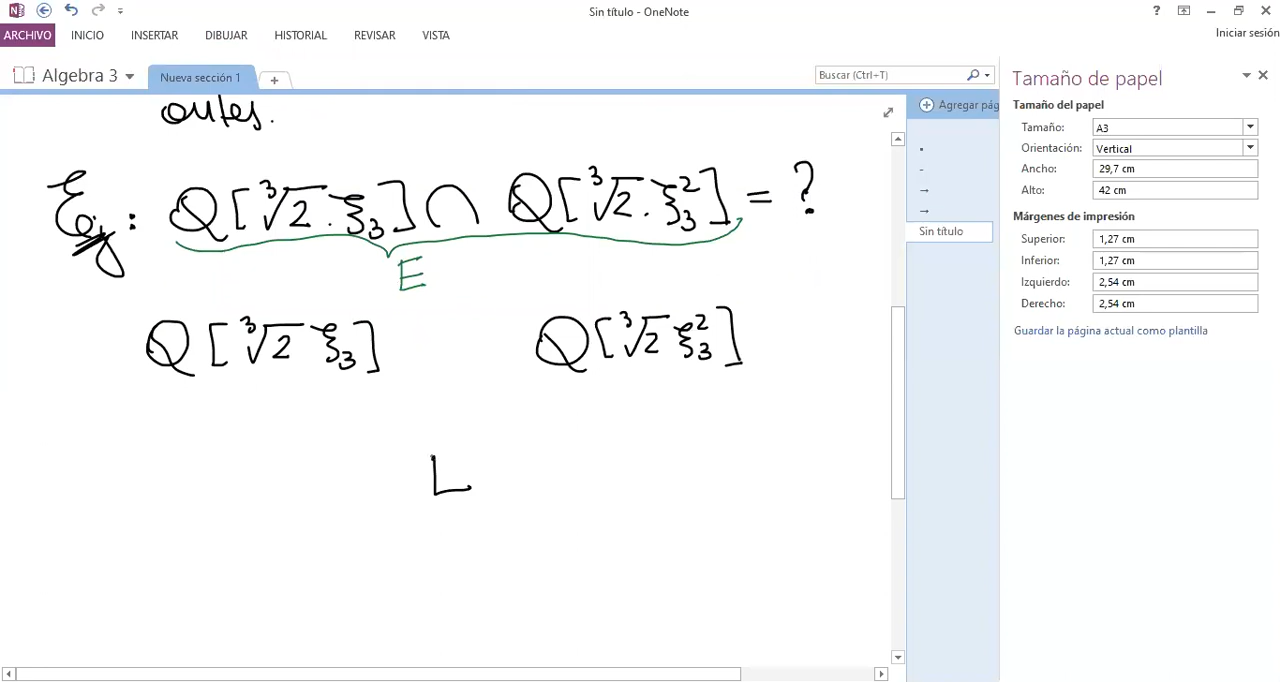 Sin título - OneNote
ARCHIVO INICIO INSERTAR DIBUJAR HISTORIAL REVISAR VISTA
Iniciar sesión
Algebra 3 Nueva sección 1 +
Buscar (Ctrl+T)
Agregar pág
Sin título
Tamaño de papel
Tamaño del papel
Tamaño: A3
Orientación: Vertical
Ancho: 29,7 cm
Alto: 42 cm
Márgenes de impresión
Superior: 1,27 cm
Inferior: 1,27 cm
Izquierdo: 2,54 cm
Derecho: 2,54 cm
Guardar la página actual como plantilla
Ej: Q[∛2 · ξ₃] ∩ Q[∛2 · ξ₃²] = ?
E
Q[∛2 ξ₃] Q[∛2 ξ₃²]
L